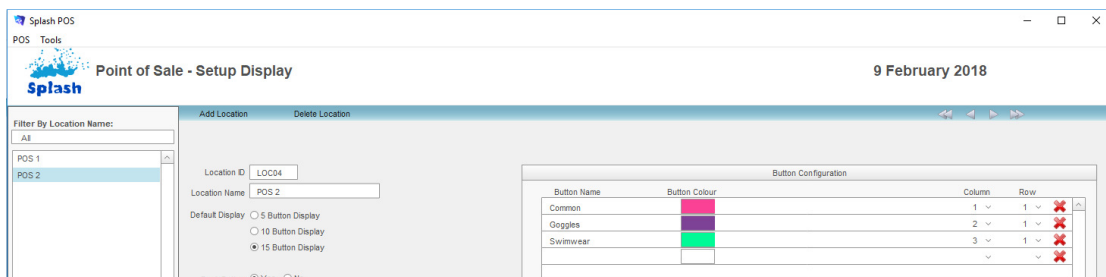 Splash POS
POS Tools
Splash
Point of Sale - Setup Display
9 February 2018
Add Location Delete Location
Filter By Location Name:
All
POS 1
POS 2
Location ID LOC04
Location Name POS 2
Default Display 5 Button Display
10 Button Display
15 Button Display
Button Configuration
Button Name Button Colour Column Row
Common 1 1
Goggles 2 1
Swimwear 3 1